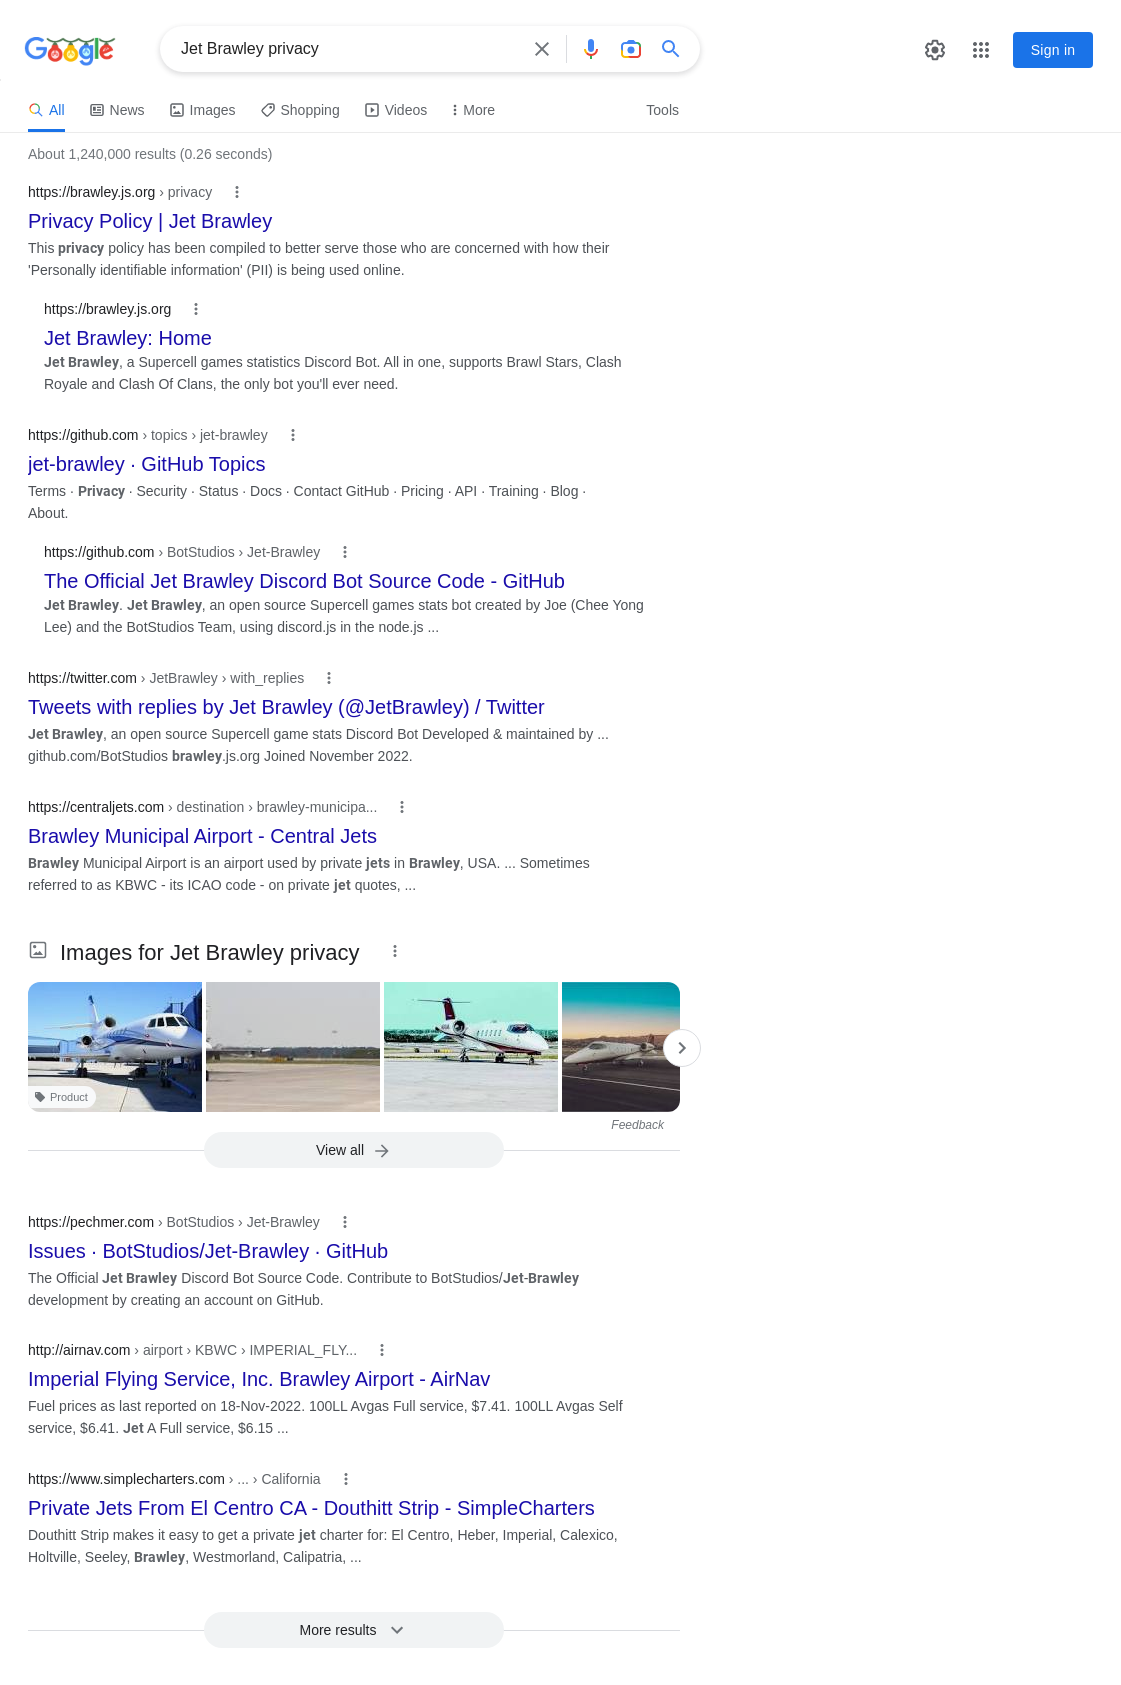 Google
Jet Brawley privacy
Sign in
All
News
Images
Shopping
Videos
More
Tools
About 1,240,000 results (0.26 seconds)
https://brawley.js.org › privacy
Privacy Policy | Jet Brawley
This privacy policy has been compiled to better serve those who are concerned with how their
'Personally identifiable information' (PII) is being used online.
https://brawley.js.org
Jet Brawley: Home
Jet Brawley, a Supercell games statistics Discord Bot. All in one, supports Brawl Stars, Clash
Royale and Clash Of Clans, the only bot you'll ever need.
https://github.com › topics › jet-brawley
jet-brawley · GitHub Topics
Terms · Privacy · Security · Status · Docs · Contact GitHub · Pricing · API · Training · Blog ·
About.
https://github.com › BotStudios › Jet-Brawley
The Official Jet Brawley Discord Bot Source Code - GitHub
Jet Brawley. Jet Brawley, an open source Supercell games stats bot created by Joe (Chee Yong
Lee) and the BotStudios Team, using discord.js in the node.js ...
https://twitter.com › JetBrawley › with_replies
Tweets with replies by Jet Brawley (@JetBrawley) / Twitter
Jet Brawley, an open source Supercell game stats Discord Bot Developed & maintained by ...
github.com/BotStudios brawley.js.org Joined November 2022.
https://centraljets.com › destination › brawley-municipa...
Brawley Municipal Airport - Central Jets
Brawley Municipal Airport is an airport used by private jets in Brawley, USA. ... Sometimes
referred to as KBWC - its ICAO code - on private jet quotes, ...
Images for Jet Brawley privacy
Product
Feedback
View all
https://pechmer.com › BotStudios › Jet-Brawley
Issues · BotStudios/Jet-Brawley · GitHub
The Official Jet Brawley Discord Bot Source Code. Contribute to BotStudios/Jet-Brawley
development by creating an account on GitHub.
http://airnav.com › airport › KBWC › IMPERIAL_FLY...
Imperial Flying Service, Inc. Brawley Airport - AirNav
Fuel prices as last reported on 18-Nov-2022. 100LL Avgas Full service, $7.41. 100LL Avgas Self
service, $6.41. Jet A Full service, $6.15 ...
https://www.simplecharters.com › ... › California
Private Jets From El Centro CA - Douthitt Strip - SimpleCharters
Douthitt Strip makes it easy to get a private jet charter for: El Centro, Heber, Imperial, Calexico,
Holtville, Seeley, Brawley, Westmorland, Calipatria, ...
More results